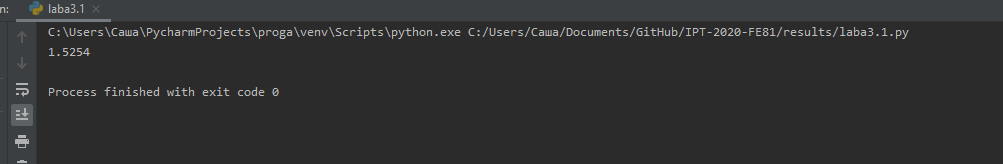 n: laba3.1
C:\Users\Саша\PycharmProjects\proga\venv\Scripts\python.exe C:/Users/Саша/Documents/GitHub/IPT-2020-FE81/results/laba3.1.py
1.5254
Process finished with exit code 0